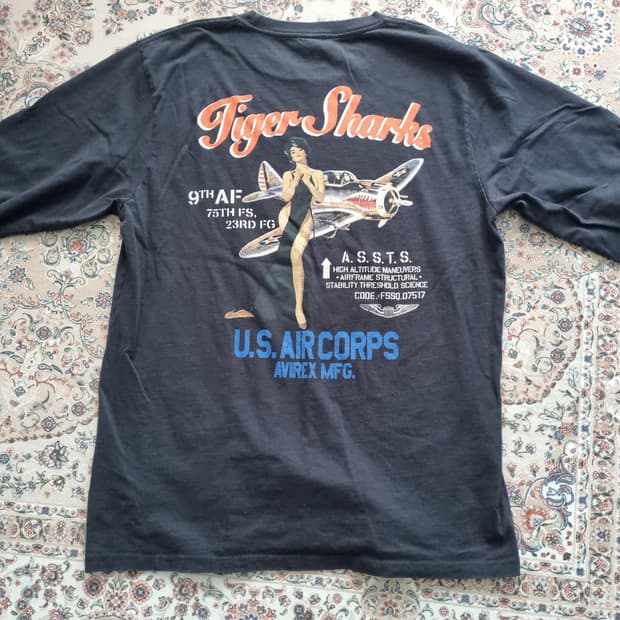 Tiger Sharks
9TH AF
75TH FS,
23RD FG
A.S.S.T.S.
HIGH ALTITUDE MANEUVERS
•AIRFRAME STRUCTURAL•
STABILITY THRESHOLD SCIENCE
CODE./FSSQ.07517
U.S. AIR CORPS
AVIREX MFG.